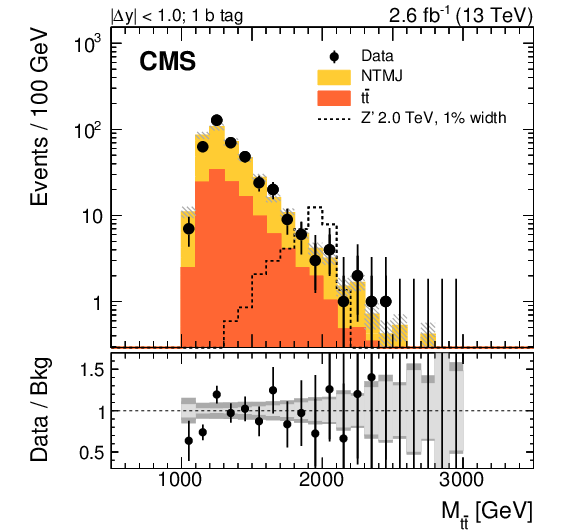 |Δy| < 1.0; 1 b tag 2.6 fb⁻¹ (13 TeV)
CMS
Data
NTMJ
tt̄
Z' 2.0 TeV, 1% width
Events / 100 GeV
10³
10²
10
1
Data / Bkg
1.5
1
0.5
1000 2000 3000
M_tt̄ [GeV]